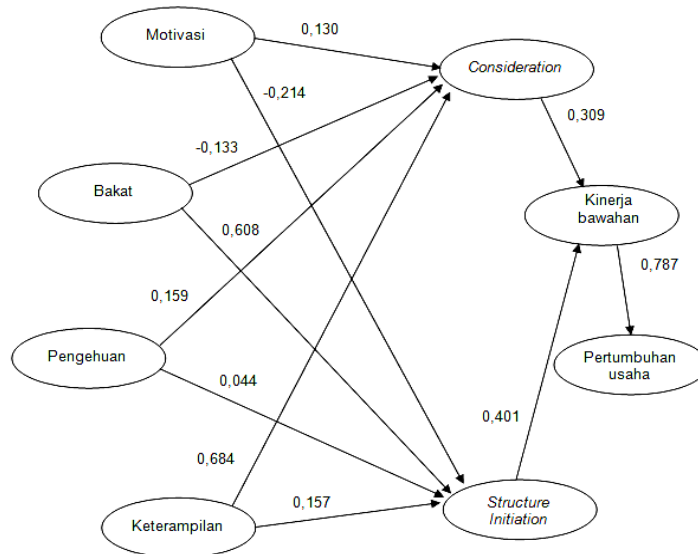 Motivasi
0,130
Consideration
-0,214
0,309
-0,133
Bakat
Kinerja
bawahan
0,608
0,787
0,159
Pengehuan
Pertumbuhan
usaha
0,044
0,401
0,684
Keterampilan
0,157
Structure
Initiation